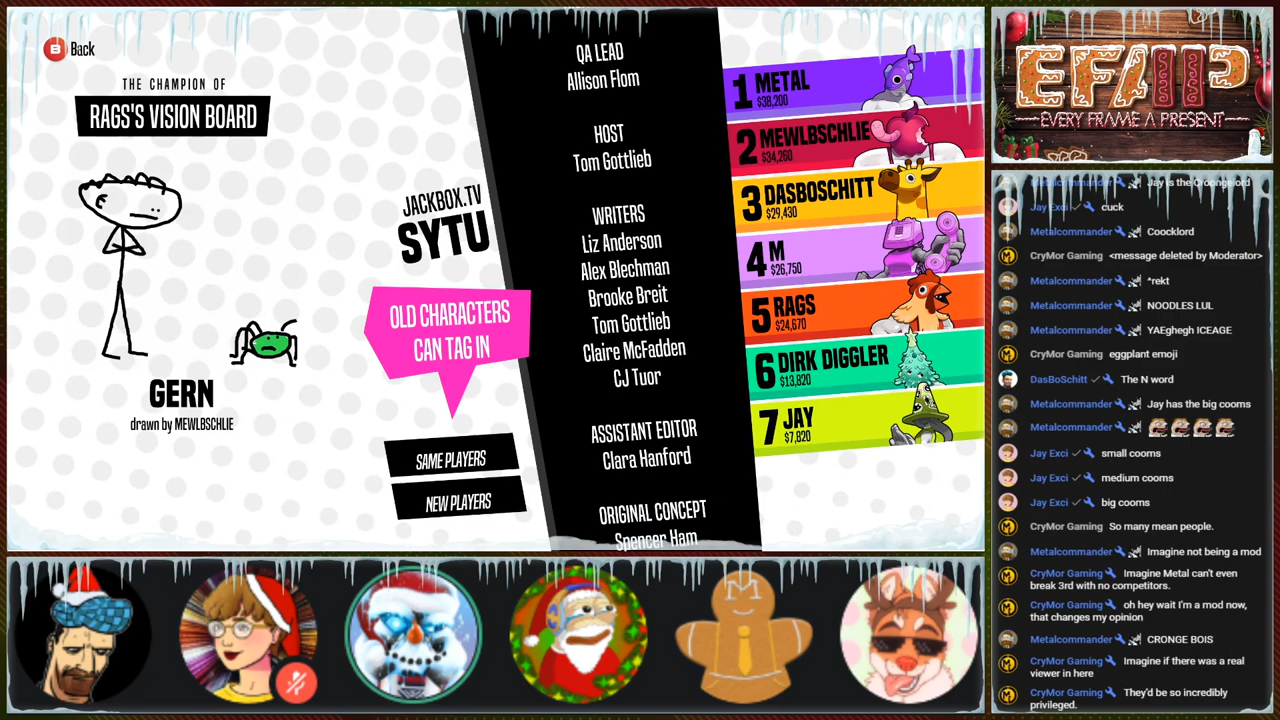 B Back
THE CHAMPION OF
RAGS'S VISION BOARD
GERN
drawn by MEWLBSCHLIE
JACKBOX.TV
SYTU
OLD CHARACTERS
CAN TAG IN
SAME PLAYERS
NEW PLAYERS
QA LEAD
Allison Flom
HOST
Tom Gottlieb
WRITERS
Liz Anderson
Alex Blechman
Brooke Breit
Tom Gottlieb
Claire McFadden
CJ Tuor
ASSISTANT EDITOR
Clara Hanford
ORIGINAL CONCEPT
Spencer Ham
1 METAL
$38,200
2 MEWLBSCHLIE
$34,260
3 DASBOSCHITT
$29,430
4 M
$26,750
5 RAGS
$24,670
6 DIRK DIGGLER
$13,820
7 JAY
$7,820
EFAP
EVERY FRAME A PRESENT
Metalcommander Jay is the Croongelord
Jay Exci cuck
Metalcommander Coocklord
CryMor Gaming <message deleted by Moderator>
Metalcommander ^rekt
Metalcommander NOODLES LUL
Metalcommander YAEghegh ICEAGE
CryMor Gaming eggplant emoji
DasBoSchitt The N word
Metalcommander Jay has the big cooms
Metalcommander
Jay Exci small cooms
Jay Exci medium cooms
Jay Exci big cooms
CryMor Gaming So many mean people.
Metalcommander Imagine not being a mod
CryMor Gaming Imagine Metal can't even
break 3rd with no competitors.
CryMor Gaming oh hey wait I'm a mod now,
that changes my opinion
Metalcommander CRONGE BOIS
CryMor Gaming Imagine if there was a real
viewer in here
CryMor Gaming They'd be so incredibly
privileged.